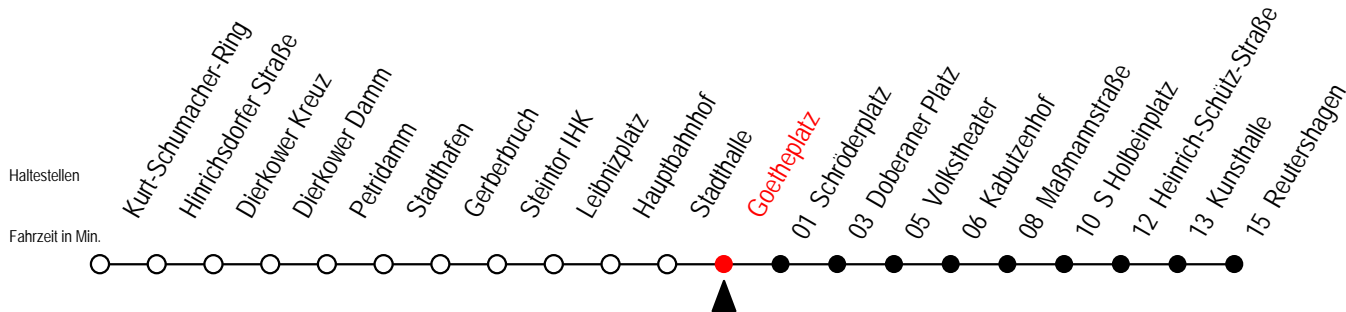 Haltestellen
Kurt-Schumacher-Ring
Hinrichsdorfer Straße
Dierkower Kreuz
Dierkower Damm
Petridamm
Stadthafen
Gerberbruch
Steintor IHK
Leibnizplatz
Hauptbahnhof
Stadthalle
Goetheplatz
01 Schröderplatz
03 Doberaner Platz
05 Volkstheater
06 Kabutzenhof
08 Maßmannstraße
10 S Holbeinplatz
12 Heinrich-Schütz-Straße
13 Kunsthalle
15 Reutershagen
Fahrzeit in Min.